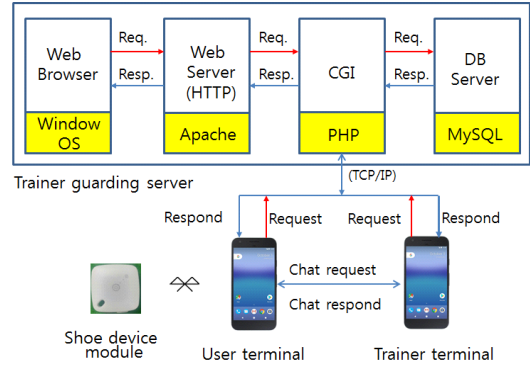 Web Browser
Req.
Resp.
Web Server (HTTP)
Req.
Resp.
CGI
Req.
Resp.
DB Server
Window OS
Apache
PHP
MySQL
Trainer guarding server
(TCP/IP)
Respond
Request
Request
Respond
Chat request
Chat respond
Shoe device module
User terminal
Trainer terminal